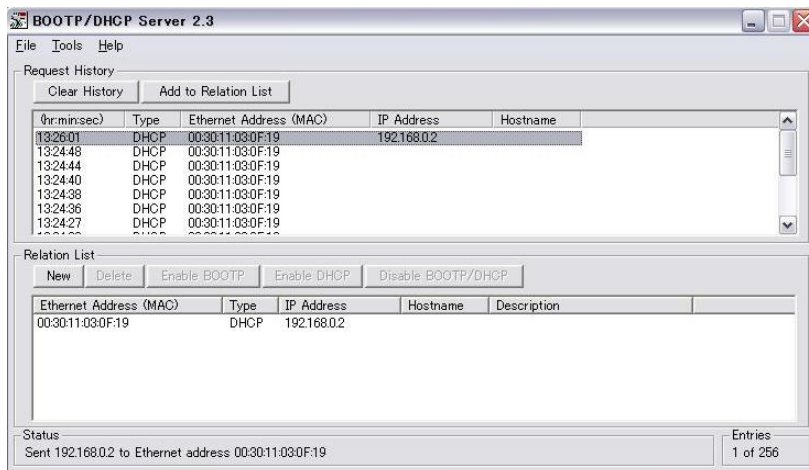 BOOTP/DHCP Server 2.3
File Tools Help
Request History
Clear History Add to Relation List
(hr:min:sec) Type Ethernet Address (MAC) IP Address Hostname
13:26:01 DHCP 00:30:11:03:0F:19 192.168.0.2
13:24:48 DHCP 00:30:11:03:0F:19
13:24:44 DHCP 00:30:11:03:0F:19
13:24:40 DHCP 00:30:11:03:0F:19
13:24:38 DHCP 00:30:11:03:0F:19
13:24:36 DHCP 00:30:11:03:0F:19
13:24:27 DHCP 00:30:11:03:0F:19
Relation List
New Delete Enable BOOTP Enable DHCP Disable BOOTP/DHCP
Ethernet Address (MAC) Type IP Address Hostname Description
00:30:11:03:0F:19 DHCP 192.168.0.2
Status
Sent 192.168.0.2 to Ethernet address 00:30:11:03:0F:19
Entries
1 of 256